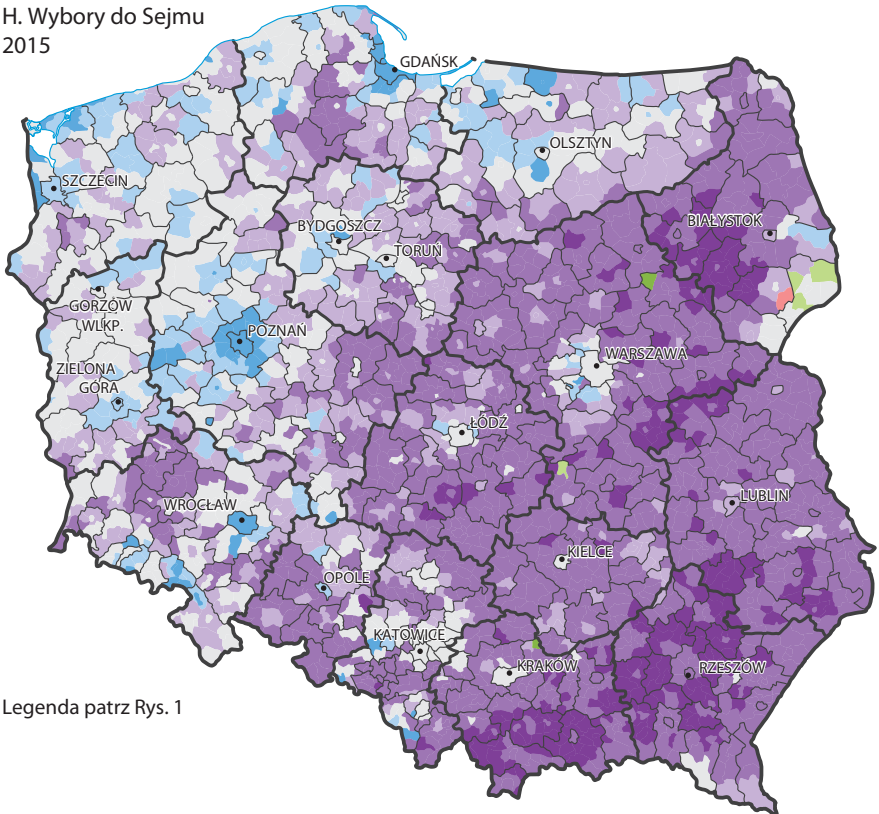 H. Wybory do Sejmu
2015
GDAŃSK
OLSZTYN
SZCZECIN
BIAŁYSTOK
BYDGOSZCZ
TORUŃ
GORZÓW
WLKP.
POZNAŃ
WARSZAWA
ZIELONA
GÓRA
ŁÓDŹ
WROCŁAW
LUBLIN
KIELCE
OPOLE
KATOWICE
KRAKÓW
RZESZÓW
Legenda patrz Rys. 1